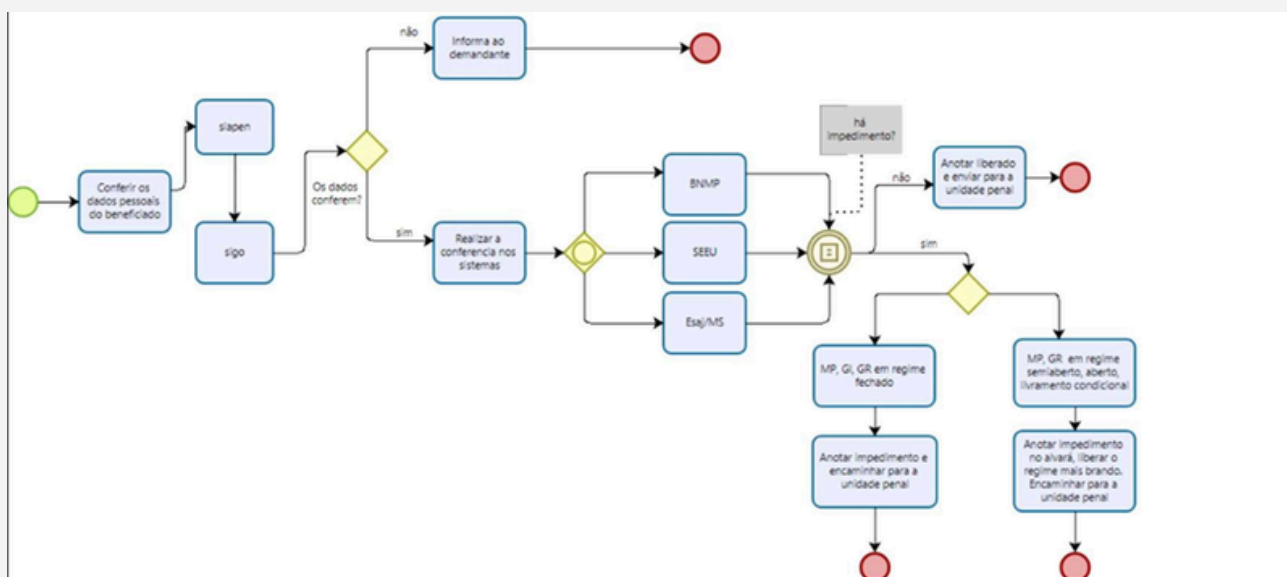 não
Informa ao
demandante
siapen
Conferir os
dados pessoais
do beneficiado
sigo
Os dados
conferem?
sim
Realizar a
conferencia nos
sistemas
BNMP
SEEU
Esaj/MS
há
impedimento?
não
Anotar liberado
e enviar para a
unidade penal
sim
MP, GI, GR em regime
fechado
MP, GR em regime
semiaberto, aberto,
livramento condicional
Anotar impedimento e
encaminhar para a
unidade penal
Anotar impedimento
no alvará, liberar o
regime mais brando.
Encaminhar para a
unidade penal